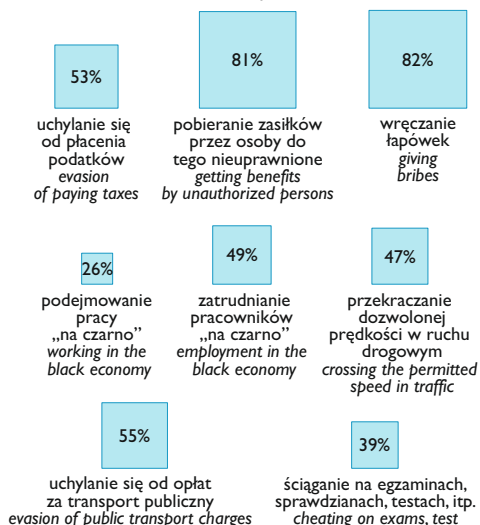 53%
81%
82%
uchylanie się
od płacenia
podatków
evasion
of paying taxes
pobieranie zasiłków
przez osoby do
tego nieuprawnione
getting benefits
by unauthorized persons
wręczanie
łapówek
giving
bribes
26%
49%
47%
podejmowanie
pracy
„na czarno”
working in the
black economy
zatrudnianie
pracowników
„na czarno”
employment in the
black economy
przekraczanie
dozwolonej
prędkości w ruchu
drogowym
crossing the permitted
speed in traffic
55%
39%
uchylanie się od opłat
za transport publiczny
evasion of public transport charges
ściąganie na egzaminach,
sprawdzianach, testach, itp.
cheating on exams, test